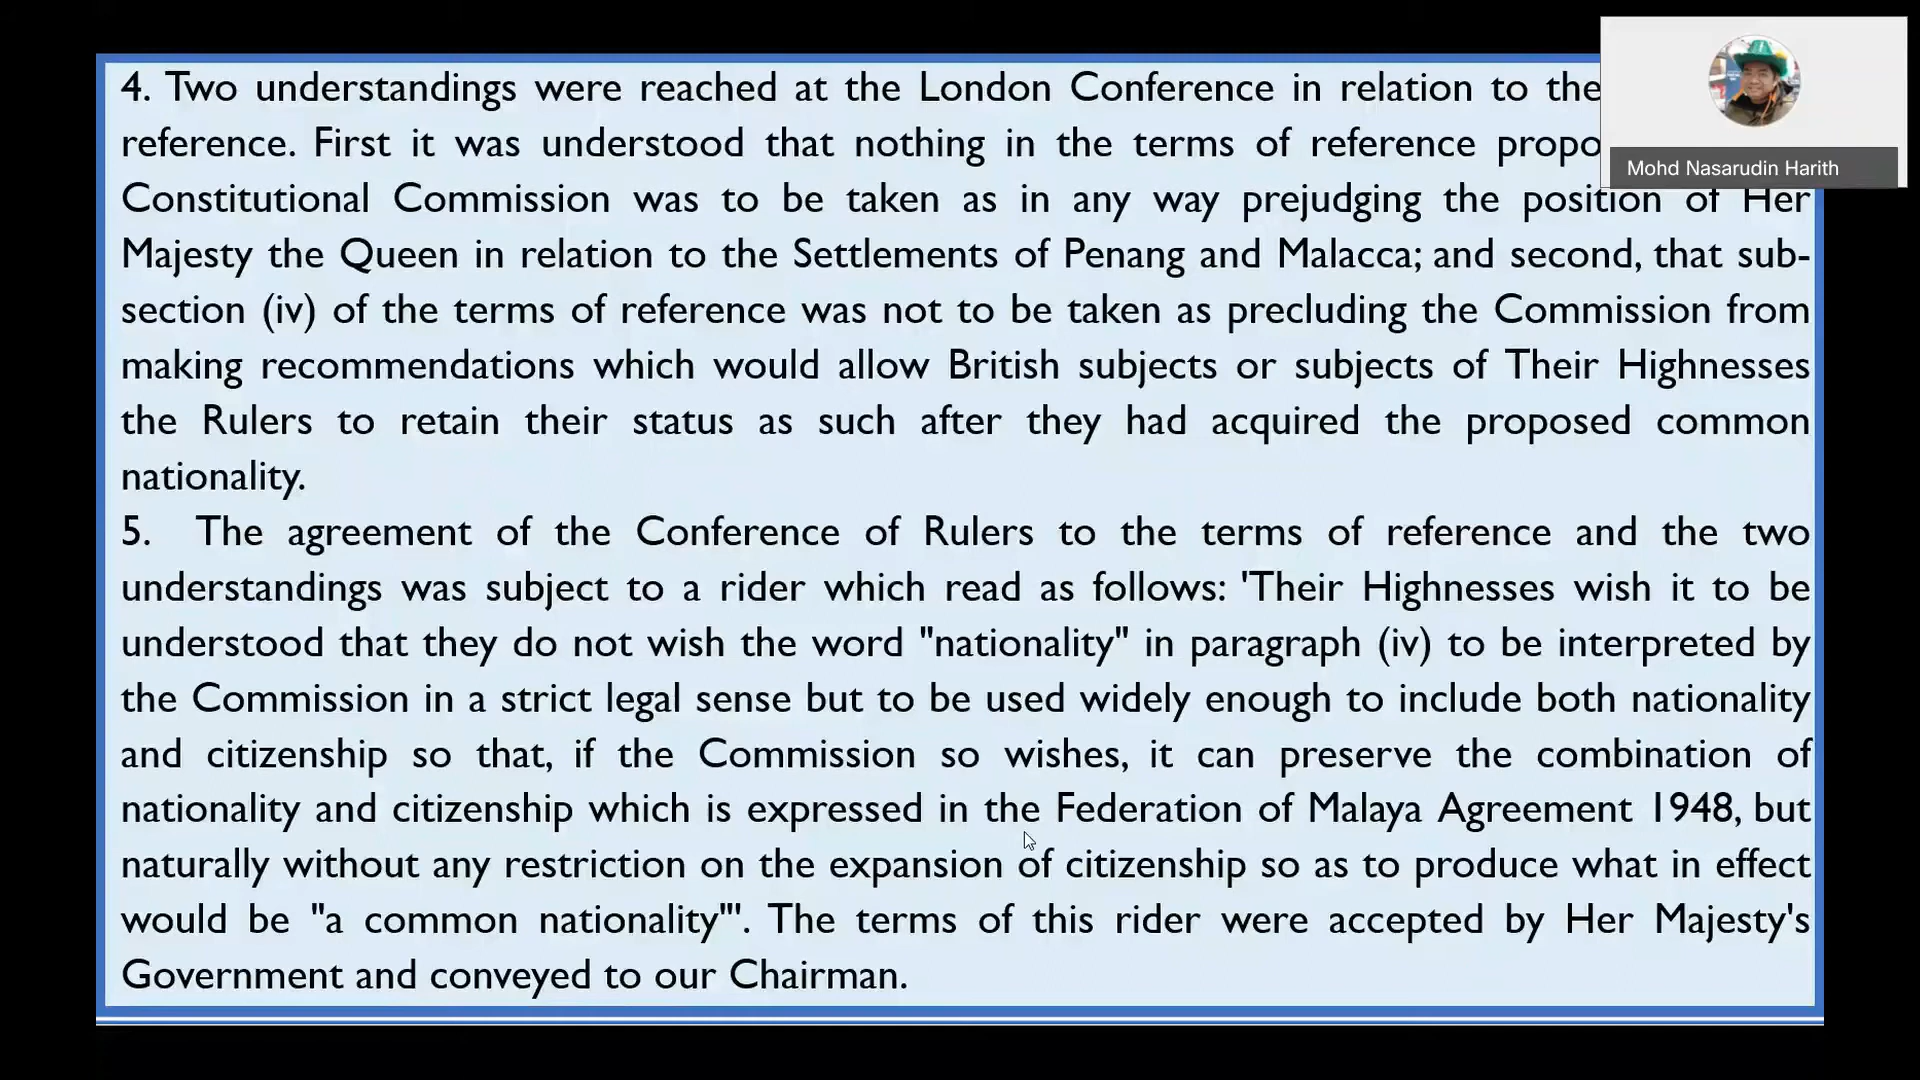 4. Two understandings were reached at the London Conference in relation to the
reference. First it was understood that nothing in the terms of reference
Constitutional Commission was to be taken as in any way prejudging the position of Her
Majesty the Queen in relation to the Settlements of Penang and Malacca; and second, that sub-
section (iv) of the terms of reference was not to be taken as precluding the Commission from
making recommendations which would allow British subjects or subjects of Their Highnesses
the Rulers to retain their status as such after they had acquired the proposed common
nationality.
5. The agreement of the Conference of Rulers to the terms of reference and the two
understandings was subject to a rider which read as follows: 'Their Highnesses wish it to be
understood that they do not wish the word "nationality" in paragraph (iv) to be interpreted by
the Commission in a strict legal sense but to be used widely enough to include both nationality
and citizenship so that, if the Commission so wishes, it can preserve the combination of
nationality and citizenship which is expressed in the Federation of Malaya Agreement 1948, but
naturally without any restriction on the expansion of citizenship so as to produce what in effect
would be "a common nationality"'. The terms of this rider were accepted by Her Majesty's
Government and conveyed to our Chairman.
Mohd Nasarudin Harith